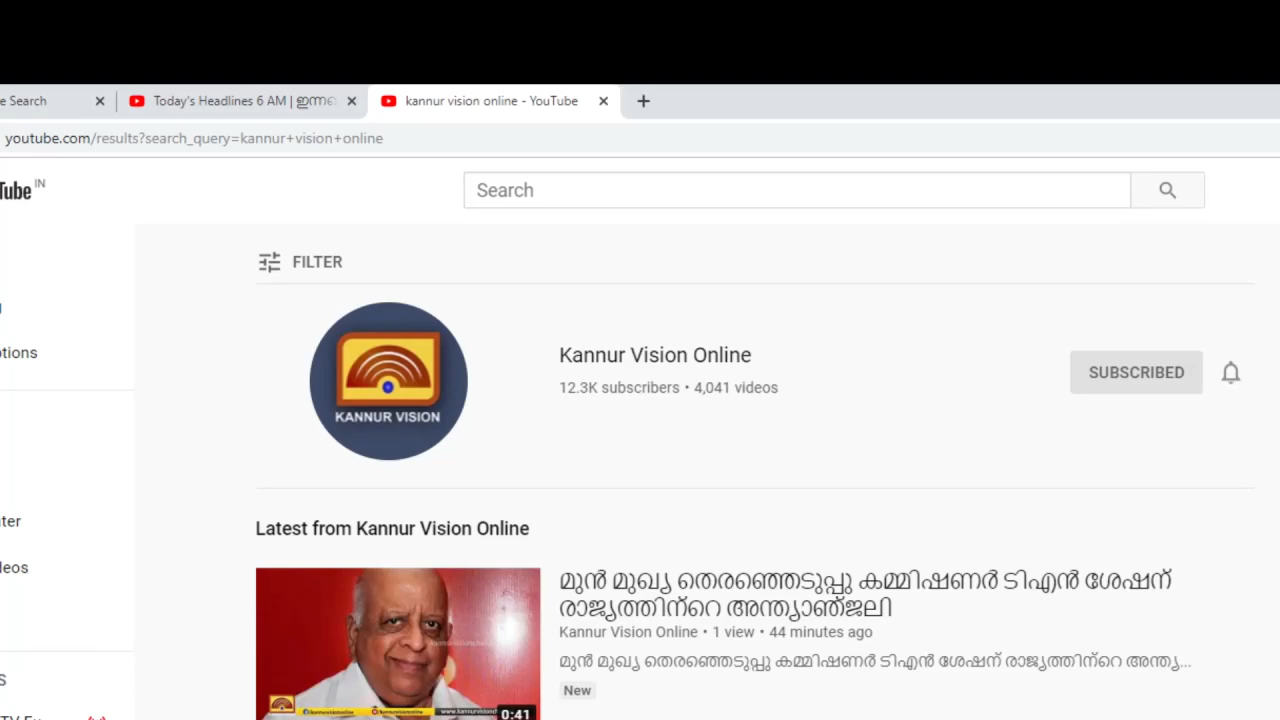 e Search
Today's Headlines 6 AM | ഇന്നത
kannur vision online - YouTube
youtube.com/results?search_query=kannur+vision+online
Tube IN
Search
FILTER
ptions
KANNUR VISION
Kannur Vision Online
12.3K subscribers • 4,041 videos
SUBSCRIBED
Latest from Kannur Vision Online
മുൻ മുഖ്യ തെരഞ്ഞെടുപ്പു കമ്മിഷണർ ടിഎൻ ശേഷന്
രാജ്യത്തിന്റെ അന്ത്യാഞ്ജലി
Kannur Vision Online • 1 view • 44 minutes ago
മുൻ മുഖ്യ തെരഞ്ഞെടുപ്പു കമ്മിഷണർ ടിഎൻ ശേഷന് രാജ്യത്തിന്റെ അന്ത്യ...
New
0:41
ter
eos
S